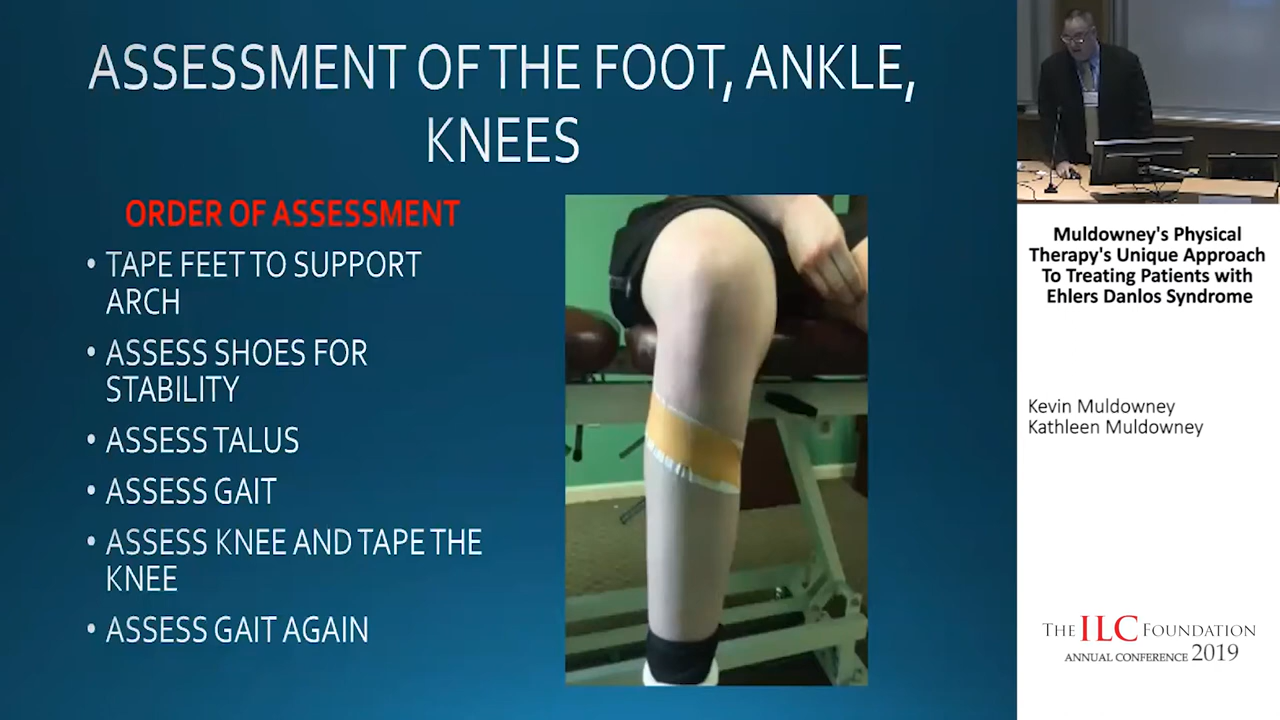 ASSESSMENT OF THE FOOT, ANKLE,
KNEES
ORDER OF ASSESSMENT
• TAPE FEET TO SUPPORT
ARCH
• ASSESS SHOES FOR
STABILITY
• ASSESS TALUS
• ASSESS GAIT
• ASSESS KNEE AND TAPE THE
KNEE
• ASSESS GAIT AGAIN
Muldowney's Physical
Therapy's Unique Approach
To Treating Patients with
Ehlers Danlos Syndrome
Kevin Muldowney
Kathleen Muldowney
THE ILC FOUNDATION
ANNUAL CONFERENCE 2019